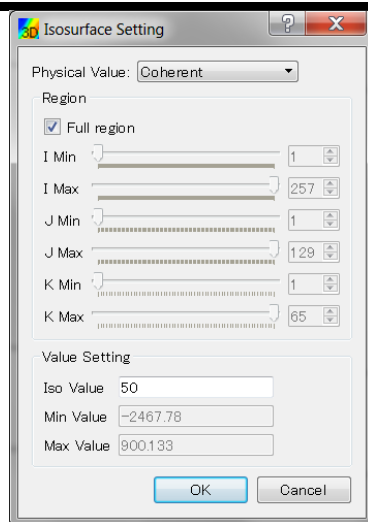 3D Isosurface Setting
Physical Value: Coherent
Region
Full region
I Min 1
I Max 257
J Min 1
J Max 129
K Min 1
K Max 65
Value Setting
Iso Value 50
Min Value -2467.78
Max Value 900.133
OK Cancel